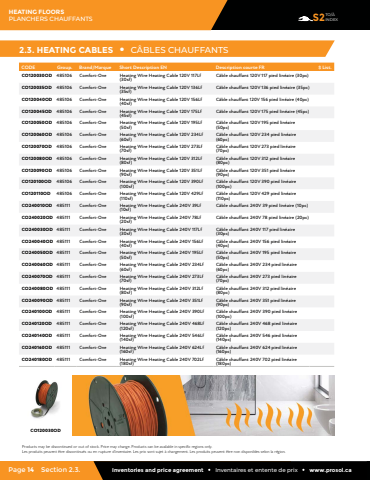 HEATING FLOORS
PLANCHERS CHAUFFANTS
S2
INDEX
2.3. HEATING CABLES • CÂBLES CHAUFFANTS
CODE Group Brand/Marque Short Description EN Description courte FR $ Lim.
CO120030OD 485106 Comfort-One Heating Wire Heating Cable 120V 117LF Câble chauffant 120V 117 pied linéaire (30pc)
(30sf)
CO120035OD 485106 Comfort-One Heating Wire Heating Cable 120V 136LF Câble chauffant 120V 136 pied linéaire (35pc)
(35sf)
CO120040OD 485106 Comfort-One Heating Wire Heating Cable 120V 156LF Câble chauffant 120V 156 pied linéaire (40pc)
(40sf)
CO120045OD 485106 Comfort-One Heating Wire Heating Cable 120V 175LF Câble chauffant 120V 175 pied linéaire (45pc)
(45sf)
CO120050OD 485106 Comfort-One Heating Wire Heating Cable 120V 195LF Câble chauffant 120V 195 pied linéaire
(50sf) (50pc)
CO120060OD 485106 Comfort-One Heating Wire Heating Cable 120V 234LF Câble chauffant 120V 234 pied linéaire
(60sf) (60pc)
CO120070OD 485106 Comfort-One Heating Wire Heating Cable 120V 273LF Câble chauffant 120V 273 pied linéaire
(70sf) (70pc)
CO120080OD 485106 Comfort-One Heating Wire Heating Cable 120V 312LF Câble chauffant 120V 312 pied linéaire
(80sf) (80pc)
CO120090OD 485106 Comfort-One Heating Wire Heating Cable 120V 351LF Câble chauffant 120V 351 pied linéaire
(90sf) (90pc)
CO120100OD 485106 Comfort-One Heating Wire Heating Cable 120V 390LF Câble chauffant 120V 390 pied linéaire
(100sf) (100pc)
CO120110OD 485106 Comfort-One Heating Wire Heating Cable 120V 429LF Câble chauffant 120V 429 pied linéaire
(110sf) (110pc)
CO240010OD 485111 Comfort-One Heating Wire Heating Cable 240V 39LF Câble chauffant 240V 39 pied linéaire (10pc)
(10sf)
CO240020OD 485111 Comfort-One Heating Wire Heating Cable 240V 78LF Câble chauffant 240V 78 pied linéaire (20pc)
(20sf)
CO240030OD 485111 Comfort-One Heating Wire Heating Cable 240V 117LF Câble chauffant 240V 117 pied linéaire
(30sf) (30pc)
CO240040OD 485111 Comfort-One Heating Wire Heating Cable 240V 156LF Câble chauffant 240V 156 pied linéaire
(40sf) (40pc)
CO240050OD 485111 Comfort-One Heating Wire Heating Cable 240V 195LF Câble chauffant 240V 195 pied linéaire
(50sf) (50pc)
CO240060OD 485111 Comfort-One Heating Wire Heating Cable 240V 234LF Câble chauffant 240V 234 pied linéaire
(60sf) (60pc)
CO240070OD 485111 Comfort-One Heating Wire Heating Cable 240V 273LF Câble chauffant 240V 273 pied linéaire
(70sf) (70pc)
CO240080OD 485111 Comfort-One Heating Wire Heating Cable 240V 312LF Câble chauffant 240V 312 pied linéaire
(80sf) (80pc)
CO240090OD 485111 Comfort-One Heating Wire Heating Cable 240V 351LF Câble chauffant 240V 351 pied linéaire
(90sf) (90pc)
CO240100OD 485111 Comfort-One Heating Wire Heating Cable 240V 390LF Câble chauffant 240V 390 pied linéaire
(100sf) (100pc)
CO240120OD 485111 Comfort-One Heating Wire Heating Cable 240V 468LF Câble chauffant 240V 468 pied linéaire
(120sf) (120pc)
CO240140OD 485111 Comfort-One Heating Wire Heating Cable 240V 546LF Câble chauffant 240V 546 pied linéaire
(140sf) (140pc)
CO240160OD 485111 Comfort-One Heating Wire Heating Cable 240V 624LF Câble chauffant 240V 624 pied linéaire
(160sf) (160pc)
CO240180OD 485111 Comfort-One Heating Wire Heating Cable 240V 702LF Câble chauffant 240V 702 pied linéaire
(180sf) (180pc)
CO120030OD
Products may be discontinued or out of stock. Price may change. Products can be available in specific regions only.
Les produits peuvent être discontinués ou en rupture d'inventaire. Les prix sont sujet à changement. Les produits peuvent être non disponibles selon la région.
Page 14 Section 2.3. Inventories and price agreement • Inventaires et entente de prix • www.prosol.ca